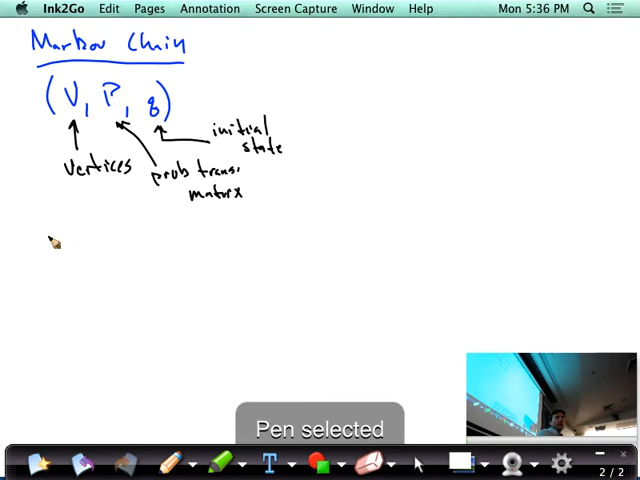 Ink2Go Edit Pages Annotation Screen Capture Window Help Mon 5:36 PM
Markov Chain
(V, P, q)
initial
state
vertices
prob trans.
matrix
Pen selected
2 / 2